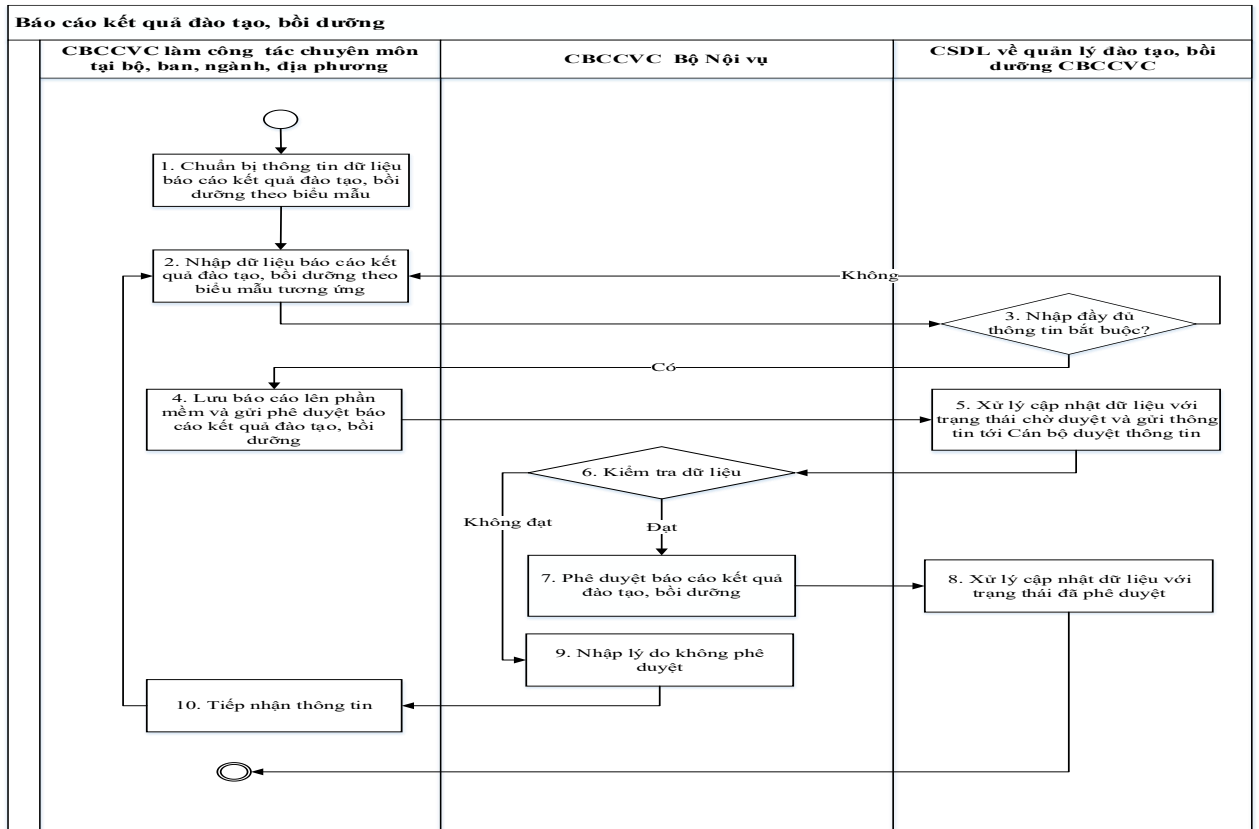 Báo cáo kết quả đào tạo, bồi dưỡng
CBCCVC làm công tác chuyên môn
tại bộ, ban, ngành, địa phương
CBCCVC Bộ Nội vụ
CSDL về quản lý đào tạo, bồi
dưỡng CBCCVC
1. Chuẩn bị thông tin dữ liệu
báo cáo kết quả đào tạo, bồi
dưỡng theo biểu mẫu
2. Nhập dữ liệu báo cáo kết
quả đào tạo, bồi dưỡng theo
biểu mẫu tương ứng
Không
3. Nhập đầy đủ
thông tin bắt buộc?
Có
4. Lưu báo cáo lên phần
mềm và gửi phê duyệt báo
cáo kết quả đào tạo, bồi
dưỡng
5. Xử lý cập nhật dữ liệu với
trạng thái chờ duyệt và gửi thông
tin tới Cán bộ duyệt thông tin
6. Kiểm tra dữ liệu
Không đạt
Đạt
7. Phê duyệt báo cáo kết quả
đào tạo, bồi dưỡng
8. Xử lý cập nhật dữ liệu với
trạng thái đã phê duyệt
9. Nhập lý do không phê
duyệt
10. Tiếp nhận thông tin